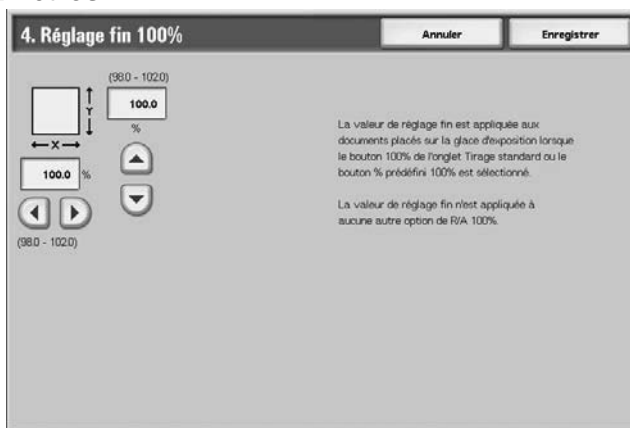 4. Réglage fin 100%
Annuler
Enregistrer
(98.0 - 102.0)
100.0
Y
%
X
100.0 %
(98.0 - 102.0)
La valeur de réglage fin est appliquée aux
documents placés sur la glace d'exposition lorsque
le bouton 100% de l'onglet Tirage standard ou le
bouton % prédéfini 100% est sélectionné.
La valeur de réglage fin n'est appliquée à
aucune autre option de R/A 100%.